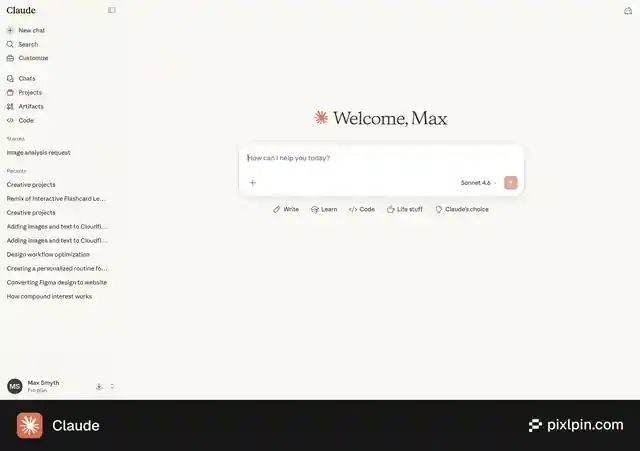 Claude
New chat
Search
Customize
Chats
Projects
Artifacts
Code
Starred
Image analysis request
Recents
Creative projects
Remix of Interactive Flashcard Le...
Creative projects
Adding images and text to Cloudfl...
Adding images and text to Cloudfl...
Design workflow optimization
Creating a personalized routine fo...
Converting Figma design to website
How compound interest works
MS
Max Smyth
Pro plan
Welcome, Max
How can I help you today?
Sonnet 4.6
Write Learn Code Life stuff Claude's choice
Claude
pixlpin.com